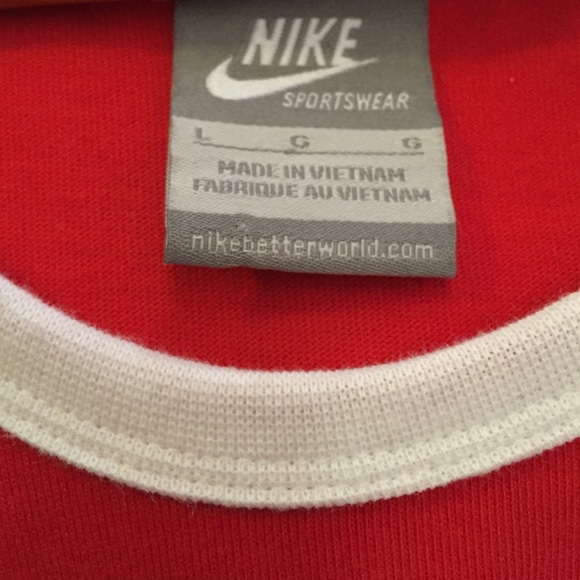 NIKE
SPORTSWEAR
L G G
MADE IN VIETNAM
FABRIQUE AU VIETNAM
nikebetterworld.com